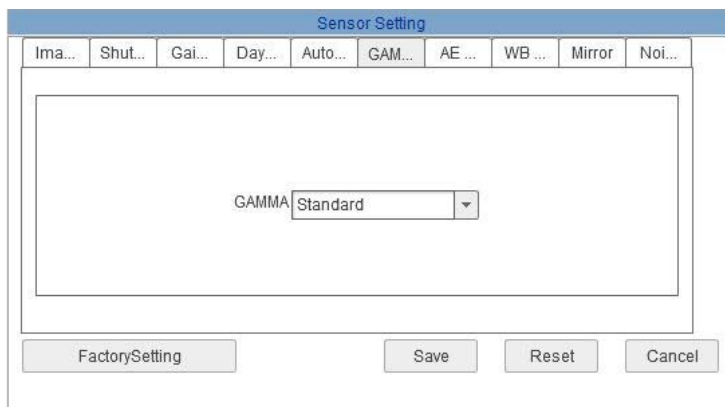 Sensor Setting
Ima... Shut... Gai... Day... Auto... GAM... AE ... WB ... Mirror Noi...
GAMMA Standard
FactorySetting Save Reset Cancel